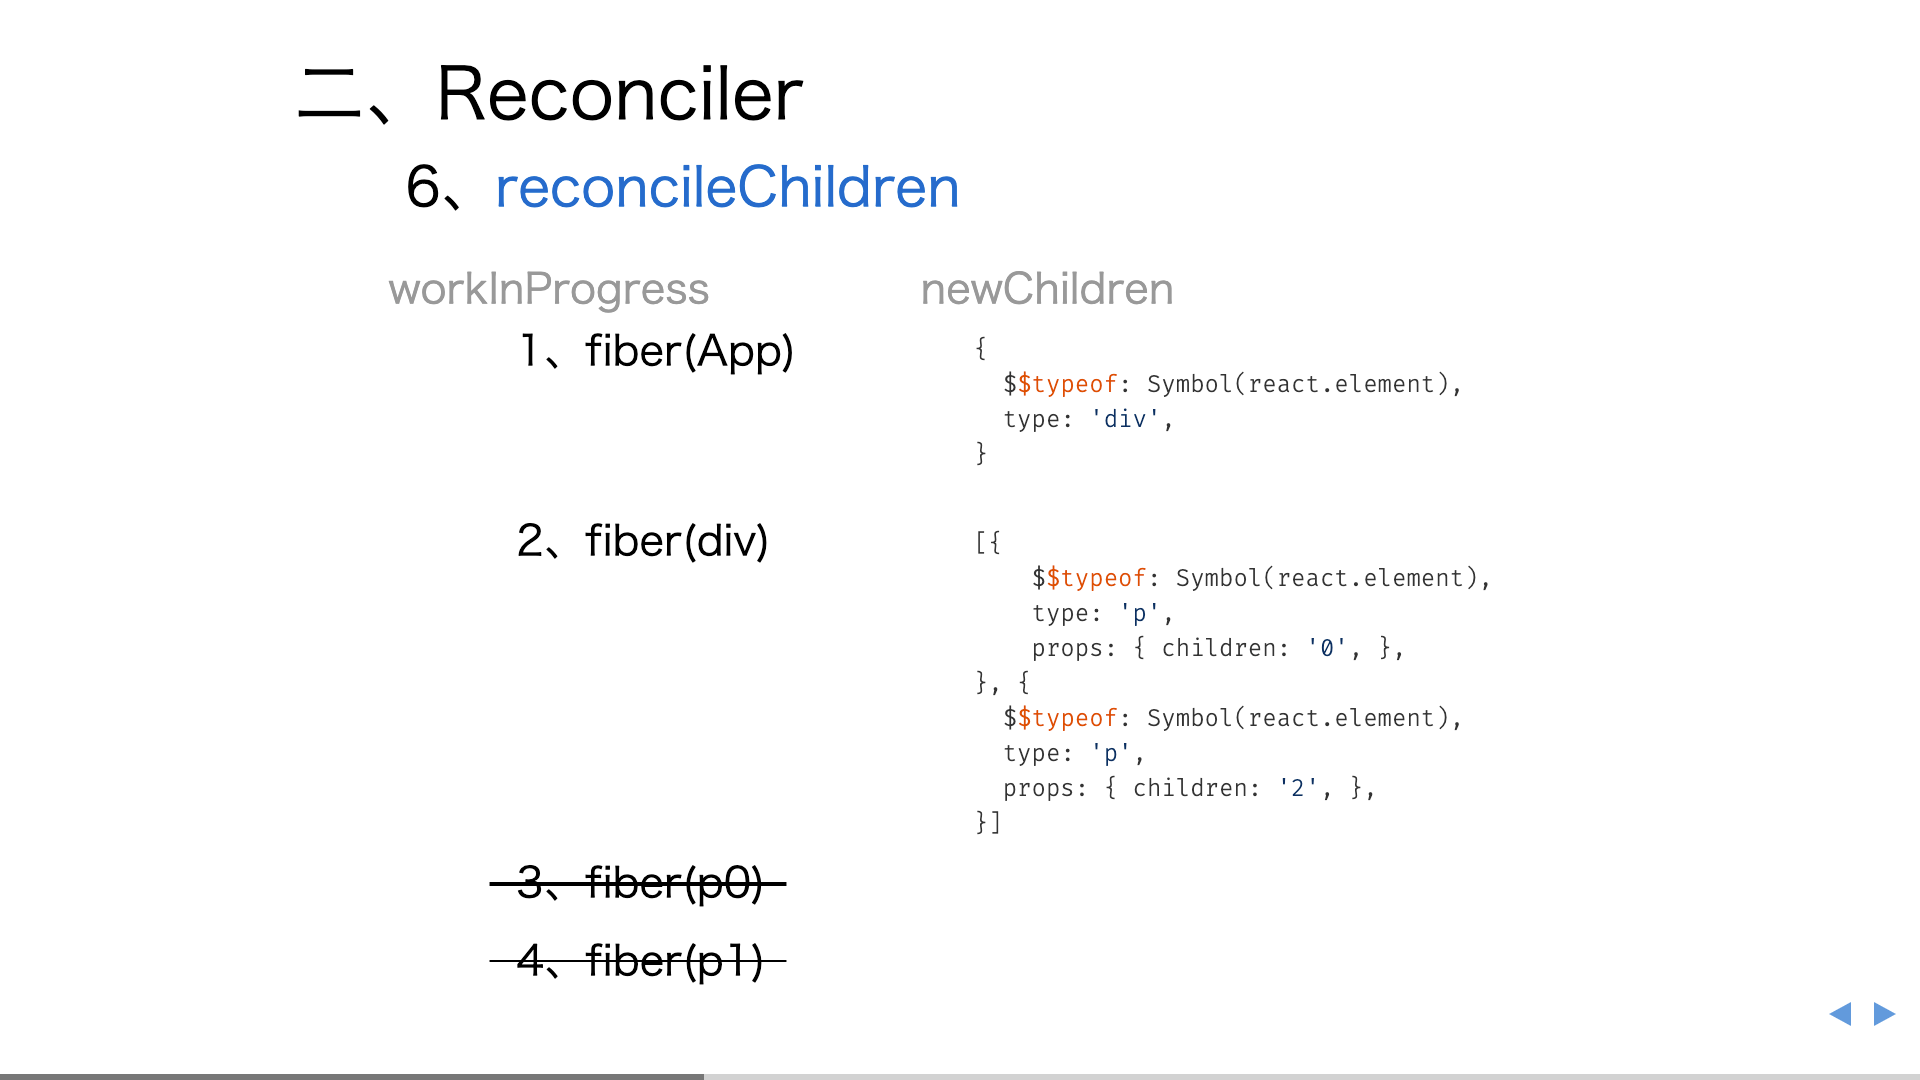 二、Reconciler
6、reconcileChildren
workInProgress
newChildren
1、fiber(App)
{
  $$typeof: Symbol(react.element),
  type: 'div',
}
2、fiber(div)
[{
    $$typeof: Symbol(react.element),
    type: 'p',
    props: { children: '0', },
}, {
  $$typeof: Symbol(react.element),
  type: 'p',
  props: { children: '2', },
}]
3、fiber(p0)
4、fiber(p1)